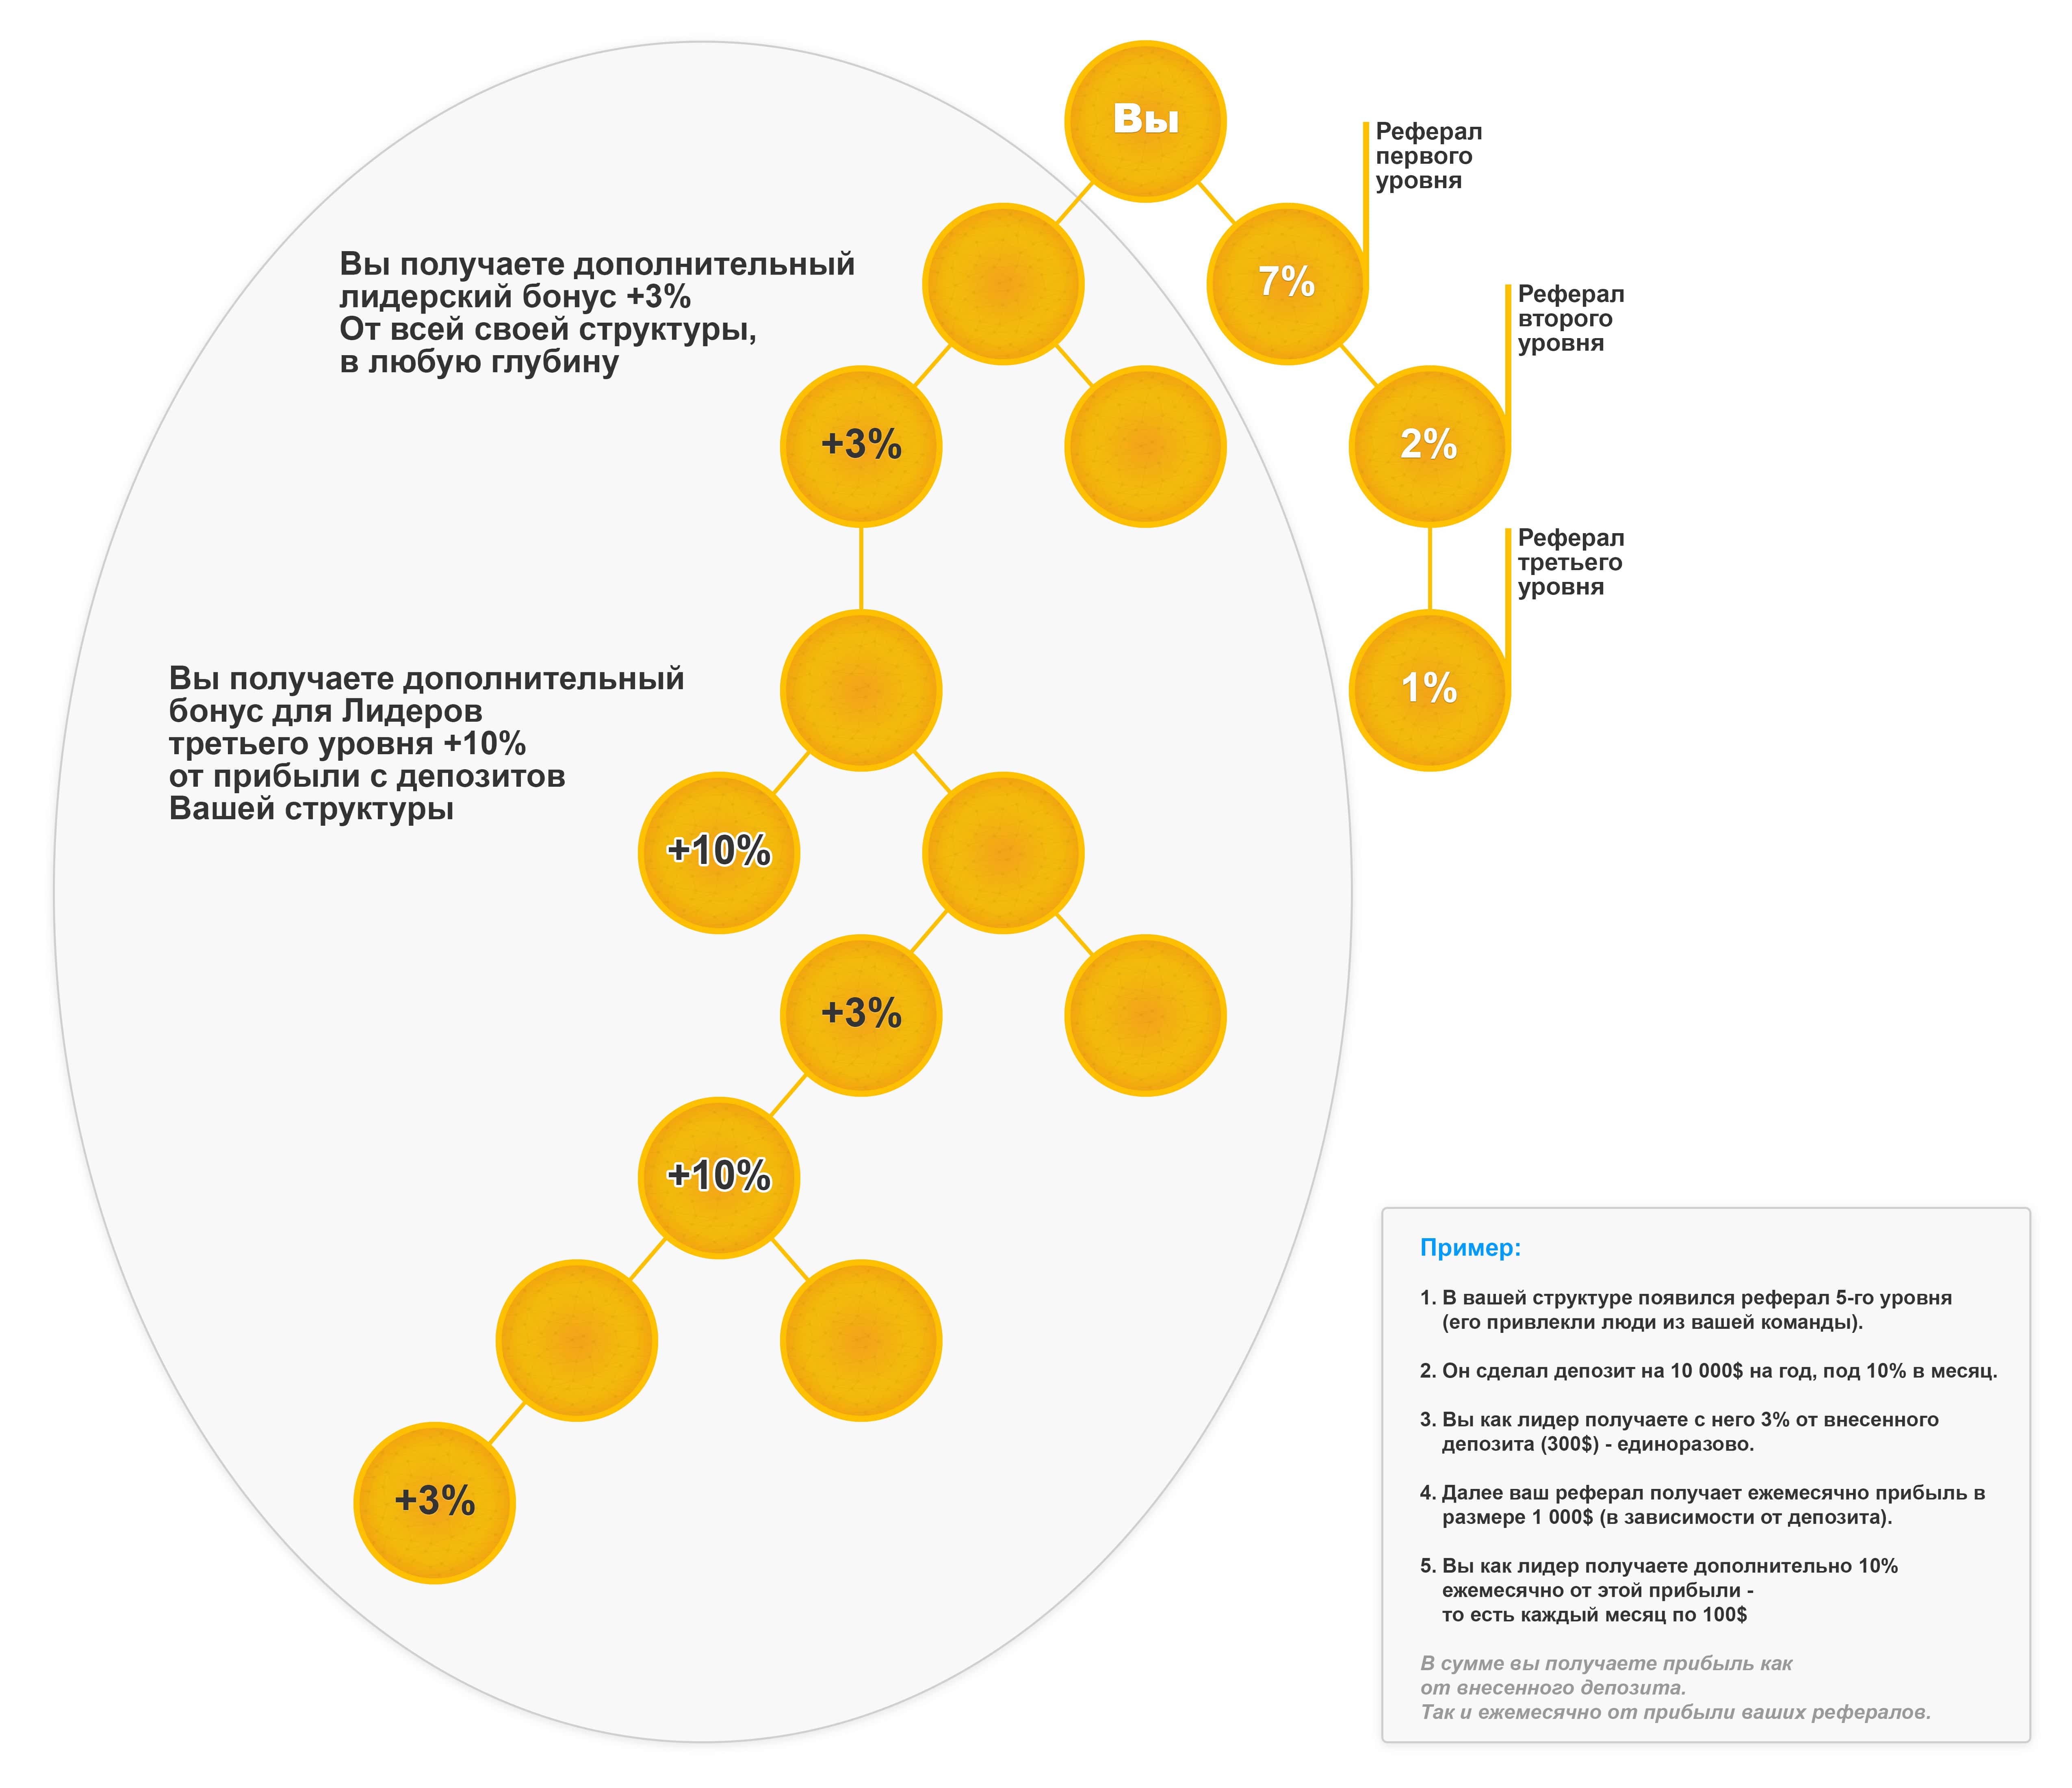 Вы
Реферал
первого
уровня
Вы получаете дополнительный
лидерский бонус +3%
От всей своей структуры,
в любую глубину
7%
Реферал
второго
уровня
+3%
2%
Реферал
третьего
уровня
Вы получаете дополнительный
бонус для Лидеров
третьего уровня +10%
от прибыли с депозитов
Вашей структуры
1%
+10%
+3%
+10%
+3%
Пример:
1. В вашей структуре появился реферал 5-го уровня
(его привлекли люди из вашей команды).
2. Он сделал депозит на 10 000$ на год, под 10% в месяц.
3. Вы как лидер получаете с него 3% от внесенного
депозита (300$) - единоразово.
4. Далее ваш реферал получает ежемесячно прибыль в
размере 1 000$ (в зависимости от депозита).
5. Вы как лидер получаете дополнительно 10%
ежемесячно от этой прибыли -
то есть каждый месяц по 100$
В сумме вы получаете прибыль как
от внесенного депозита.
Так и ежемесячно от прибыли ваших рефералов.